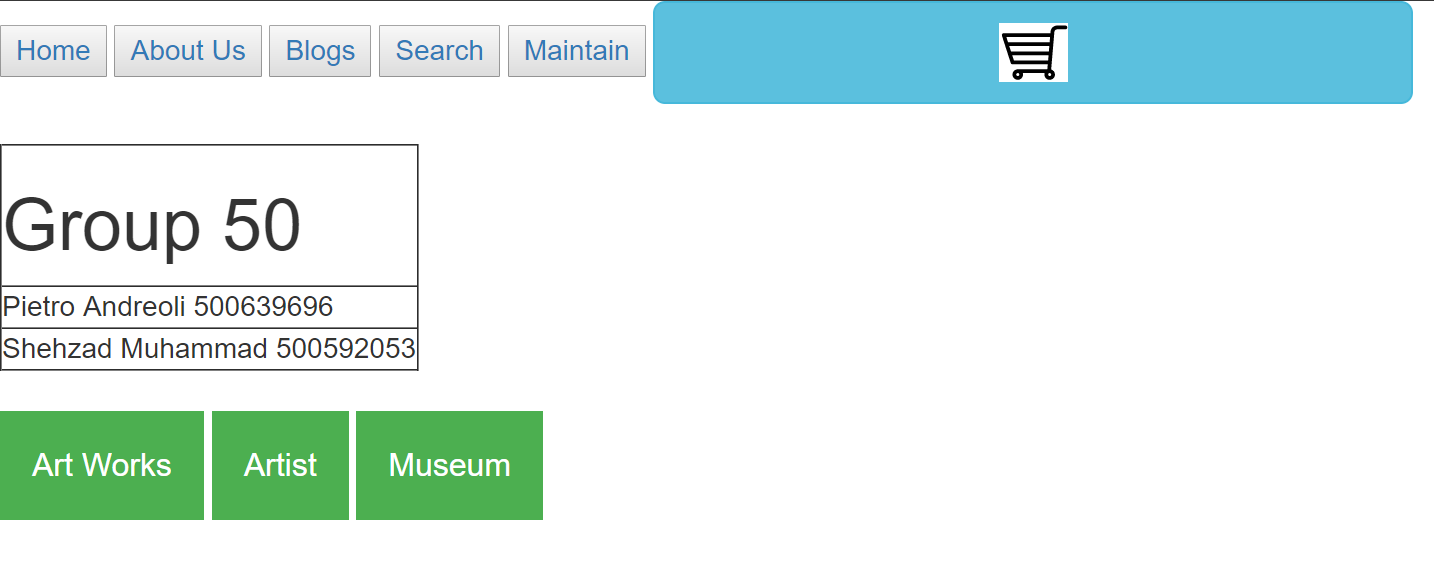 Home About Us Blogs Search Maintain
Group 50
Pietro Andreoli 500639696
Shehzad Muhammad 500592053
Art Works Artist Museum